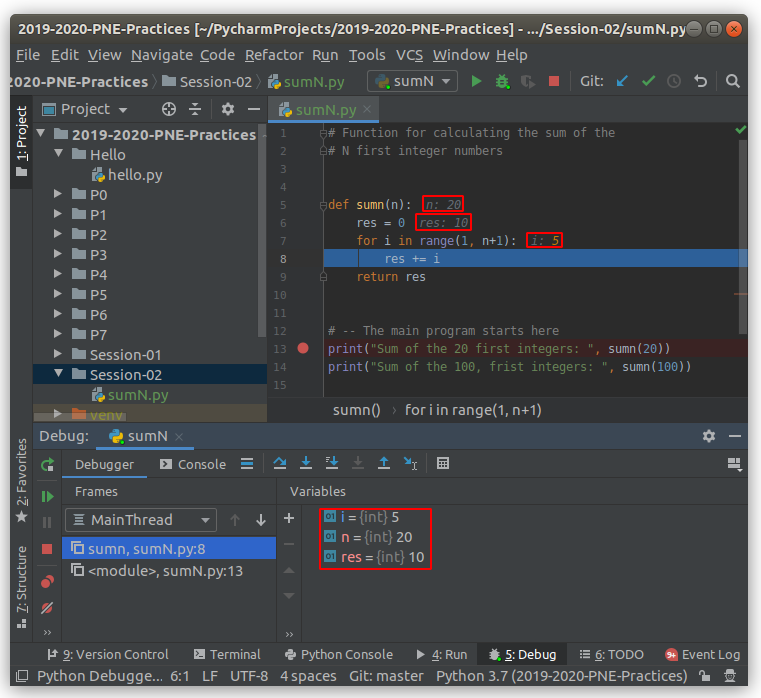 2019-2020-PNE-Practices [~/PycharmProjects/2019-2020-PNE-Practices] - .../Session-02/sumN.py
File Edit View Navigate Code Refactor Run Tools VCS Window Help
2020-PNE-Practices Session-02 sumN.py sumN Git:
1: Project
Project
sumN.py
2019-2020-PNE-Practices
Hello
hello.py
P0
P1
P2
P3
P4
P5
P6
P7
Session-01
Session-02
sumN.py
venv
1 # Function for calculating the sum of the
2 # N first integer numbers
3
4
5 def sumn(n): n: 20
6 res = 0 res: 10
7 for i in range(1, n+1): i: 5
8 res += i
9 return res
10
11
12 # -- The main program starts here
13 print("Sum of the 20 first integers: ", sumn(20))
14 print("Sum of the 100, frist integers: ", sumn(100))
15
sumn() › for i in range(1, n+1)
Debug: sumN
Debugger Console
Frames
Variables
MainThread
sumn, sumN.py:8
<module>, sumN.py:13
i = {int} 5
n = {int} 20
res = {int} 10
2: Favorites
7: Structure
9: Version Control Terminal Python Console 4: Run 5: Debug 6: TODO Event Log
Python Debugge... 6:1 LF UTF-8 4 spaces Git: master Python 3.7 (2019-2020-PNE-Practices)